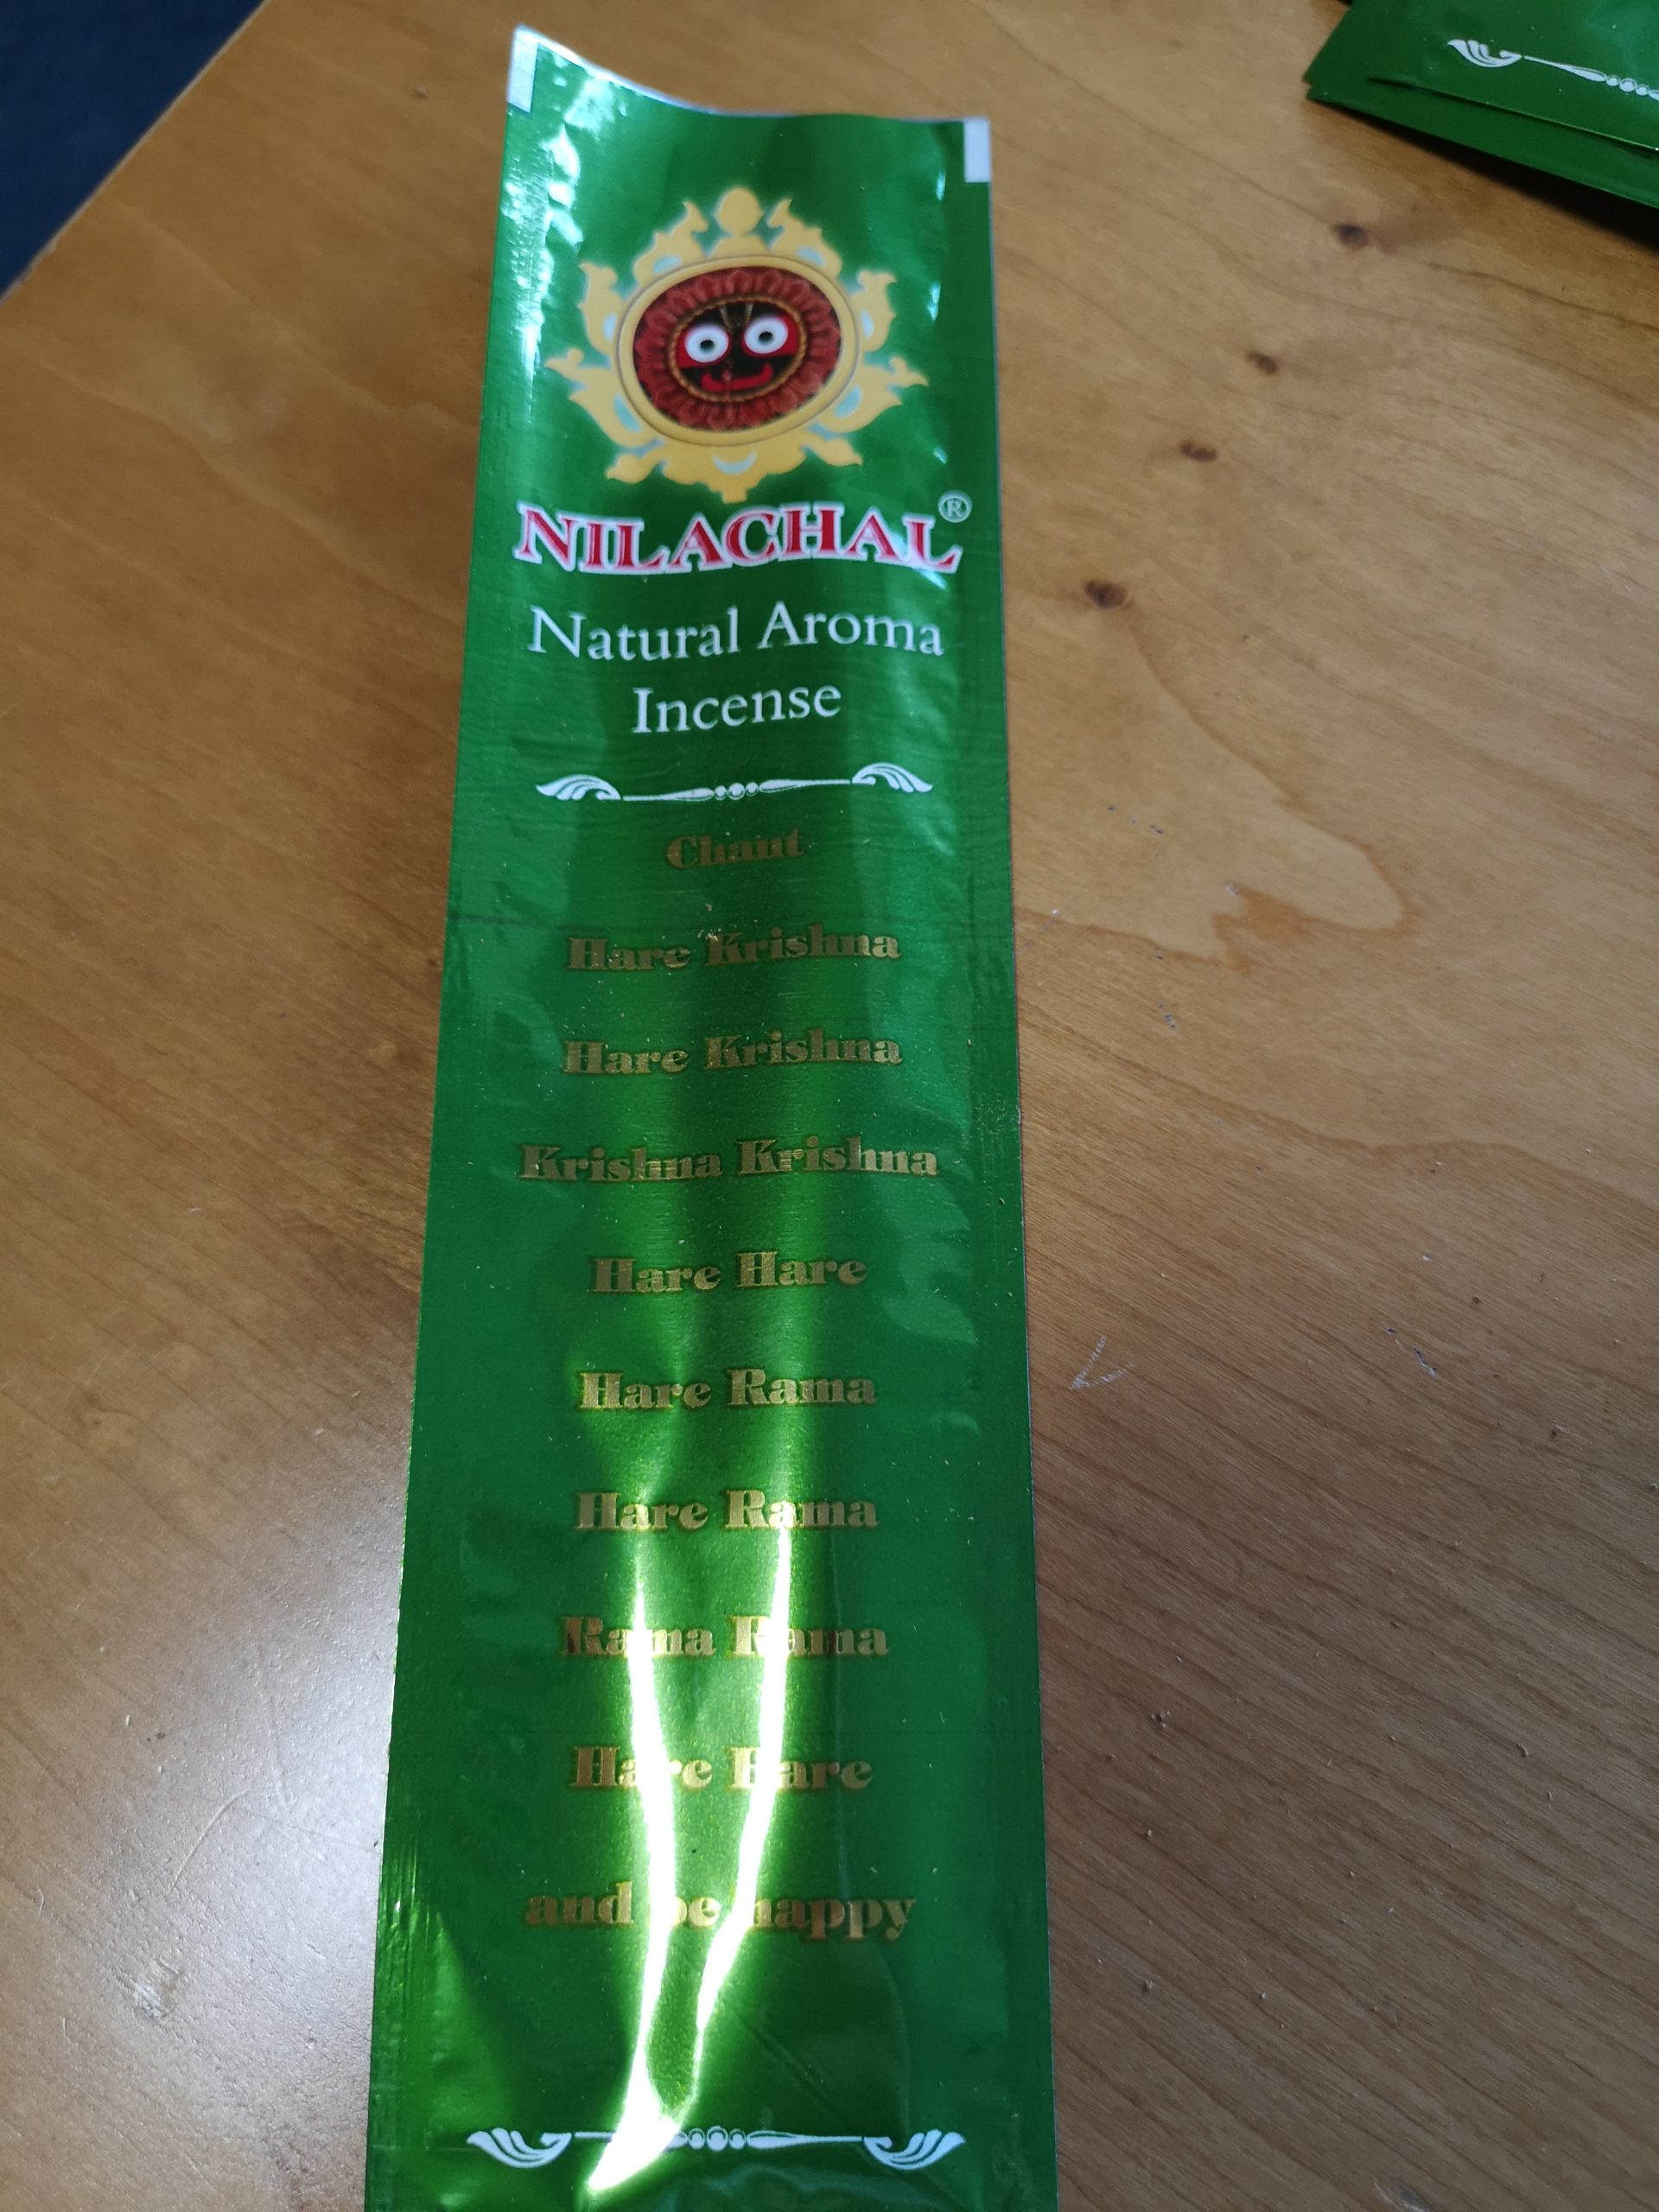 NILACHAL®
Natural Aroma
Incense
Chant
Hare Krishna
Hare Krishna
Krishna Krishna
Hare Hare
Hare Rama
Hare Rama
Rama Rama
Hare Hare
and be happy